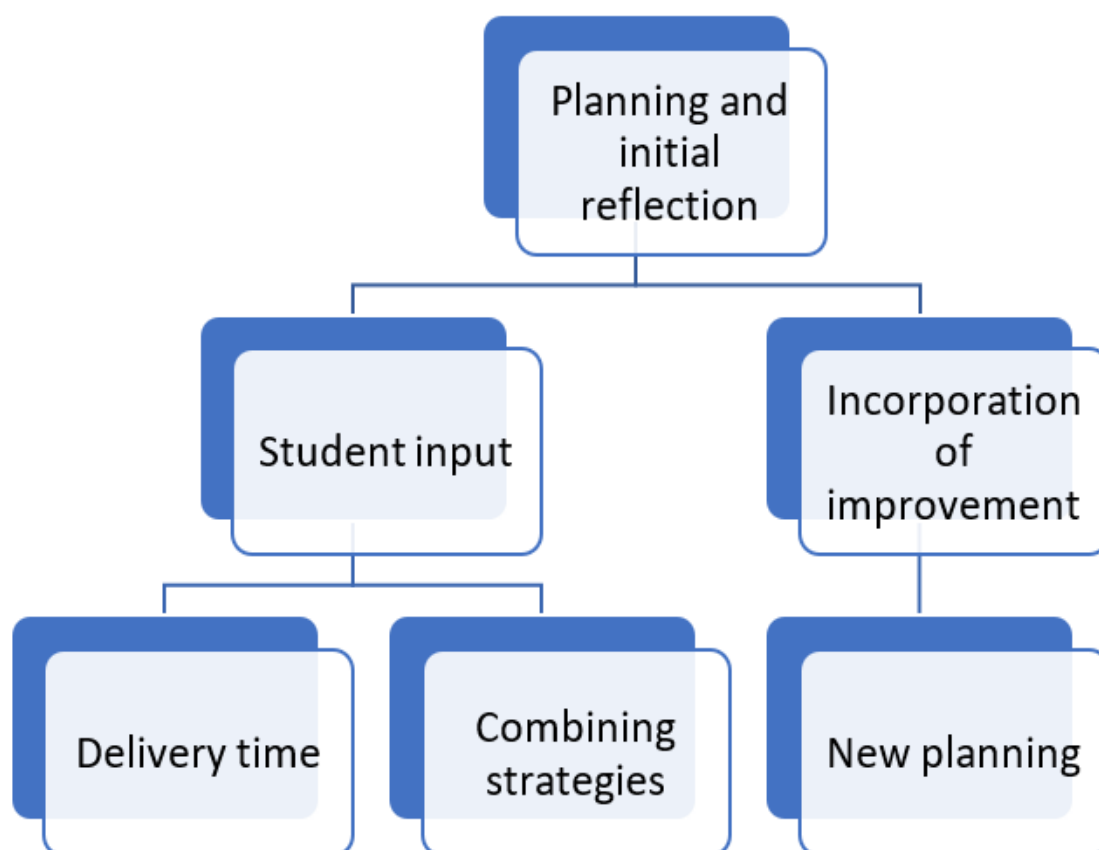 Planning and
initial
reflection
Student input
Incorporation
of
improvement
Delivery time
Combining
strategies
New planning